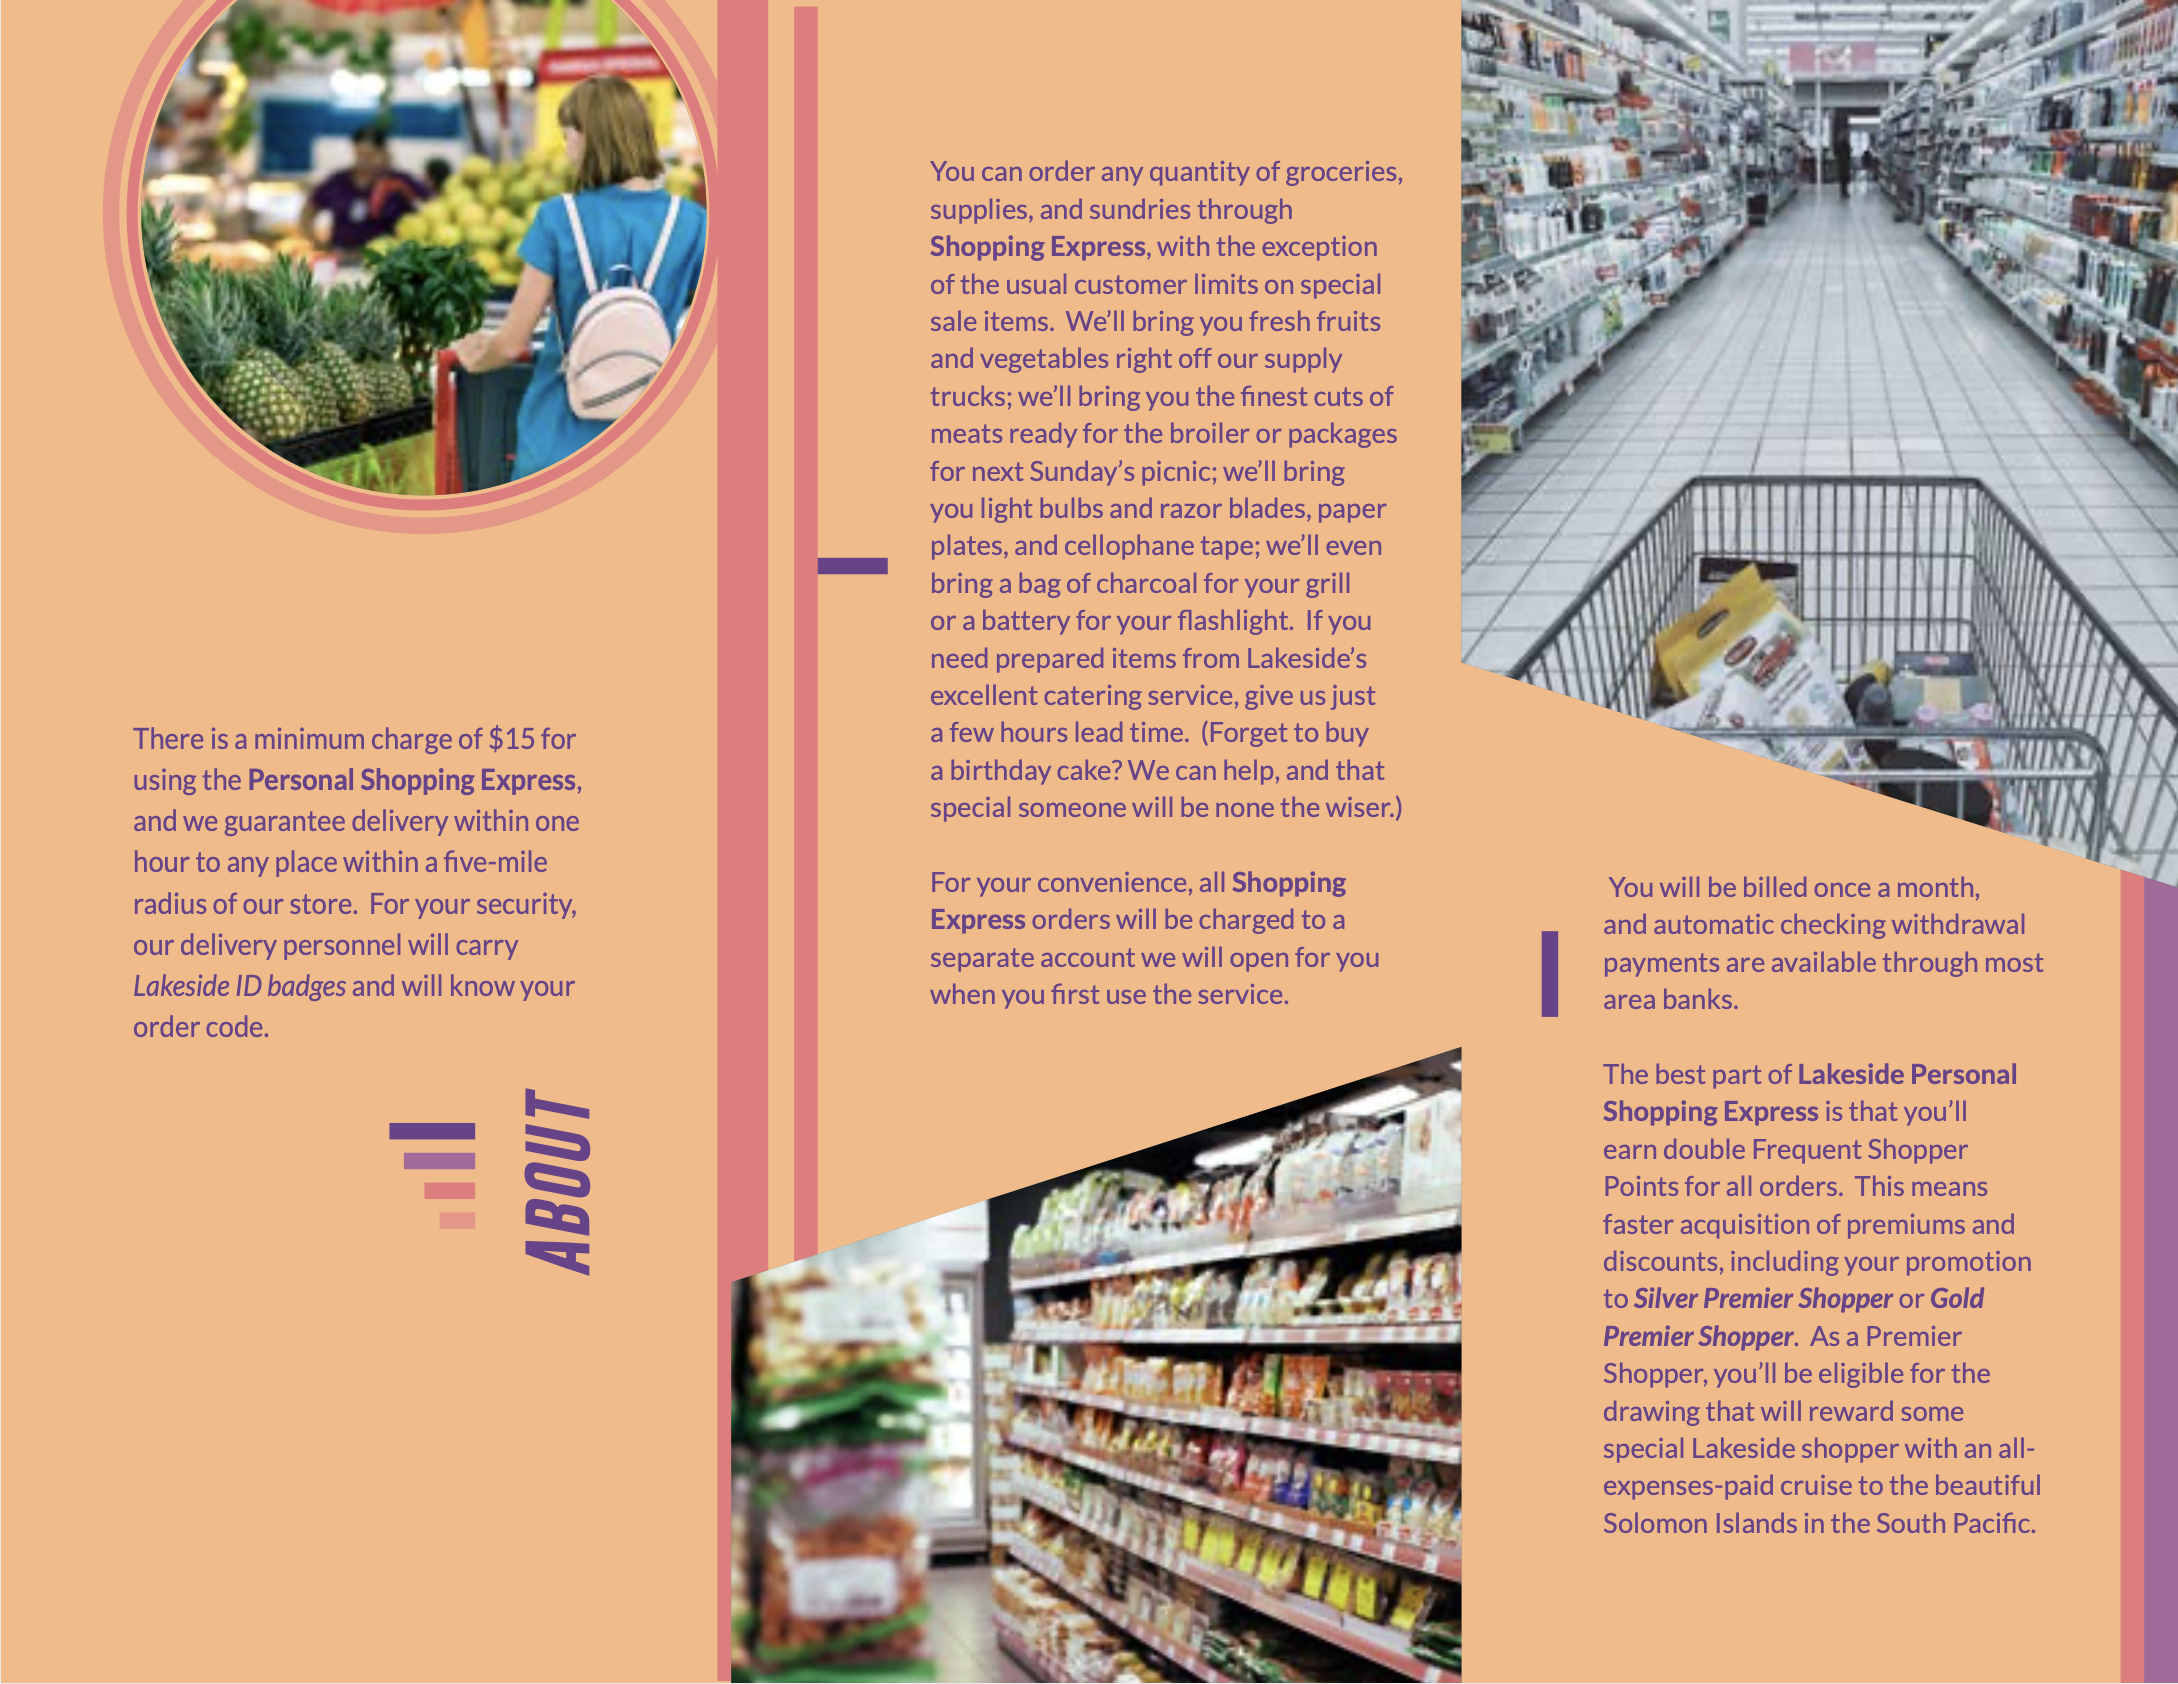 There is a minimum charge of $15 for
using the Personal Shopping Express,
and we guarantee delivery within one
hour to any place within a five-mile
radius of our store.  For your security,
our delivery personnel will carry
Lakeside ID badges and will know your
order code.
ABOUT
You can order any quantity of groceries,
supplies, and sundries through
Shopping Express, with the exception
of the usual customer limits on special
sale items.  We’ll bring you fresh fruits
and vegetables right off our supply
trucks; we’ll bring you the finest cuts of
meats ready for the broiler or packages
for next Sunday’s picnic; we’ll bring
you light bulbs and razor blades, paper
plates, and cellophane tape; we’ll even
bring a bag of charcoal for your grill
or a battery for your flashlight.  If you
need prepared items from Lakeside’s
excellent catering service, give us just
a few hours lead time.  (Forget to buy
a birthday cake? We can help, and that
special someone will be none the wiser.)
For your convenience, all Shopping
Express orders will be charged to a
separate account we will open for you
when you first use the service.
You will be billed once a month,
and automatic checking withdrawal
payments are available through most
area banks.
The best part of Lakeside Personal
Shopping Express is that you’ll
earn double Frequent Shopper
Points for all orders.  This means
faster acquisition of premiums and
discounts, including your promotion
to Silver Premier Shopper or Gold
Premier Shopper.  As a Premier
Shopper, you’ll be eligible for the
drawing that will reward some
special Lakeside shopper with an all-
expenses-paid cruise to the beautiful
Solomon Islands in the South Pacific.